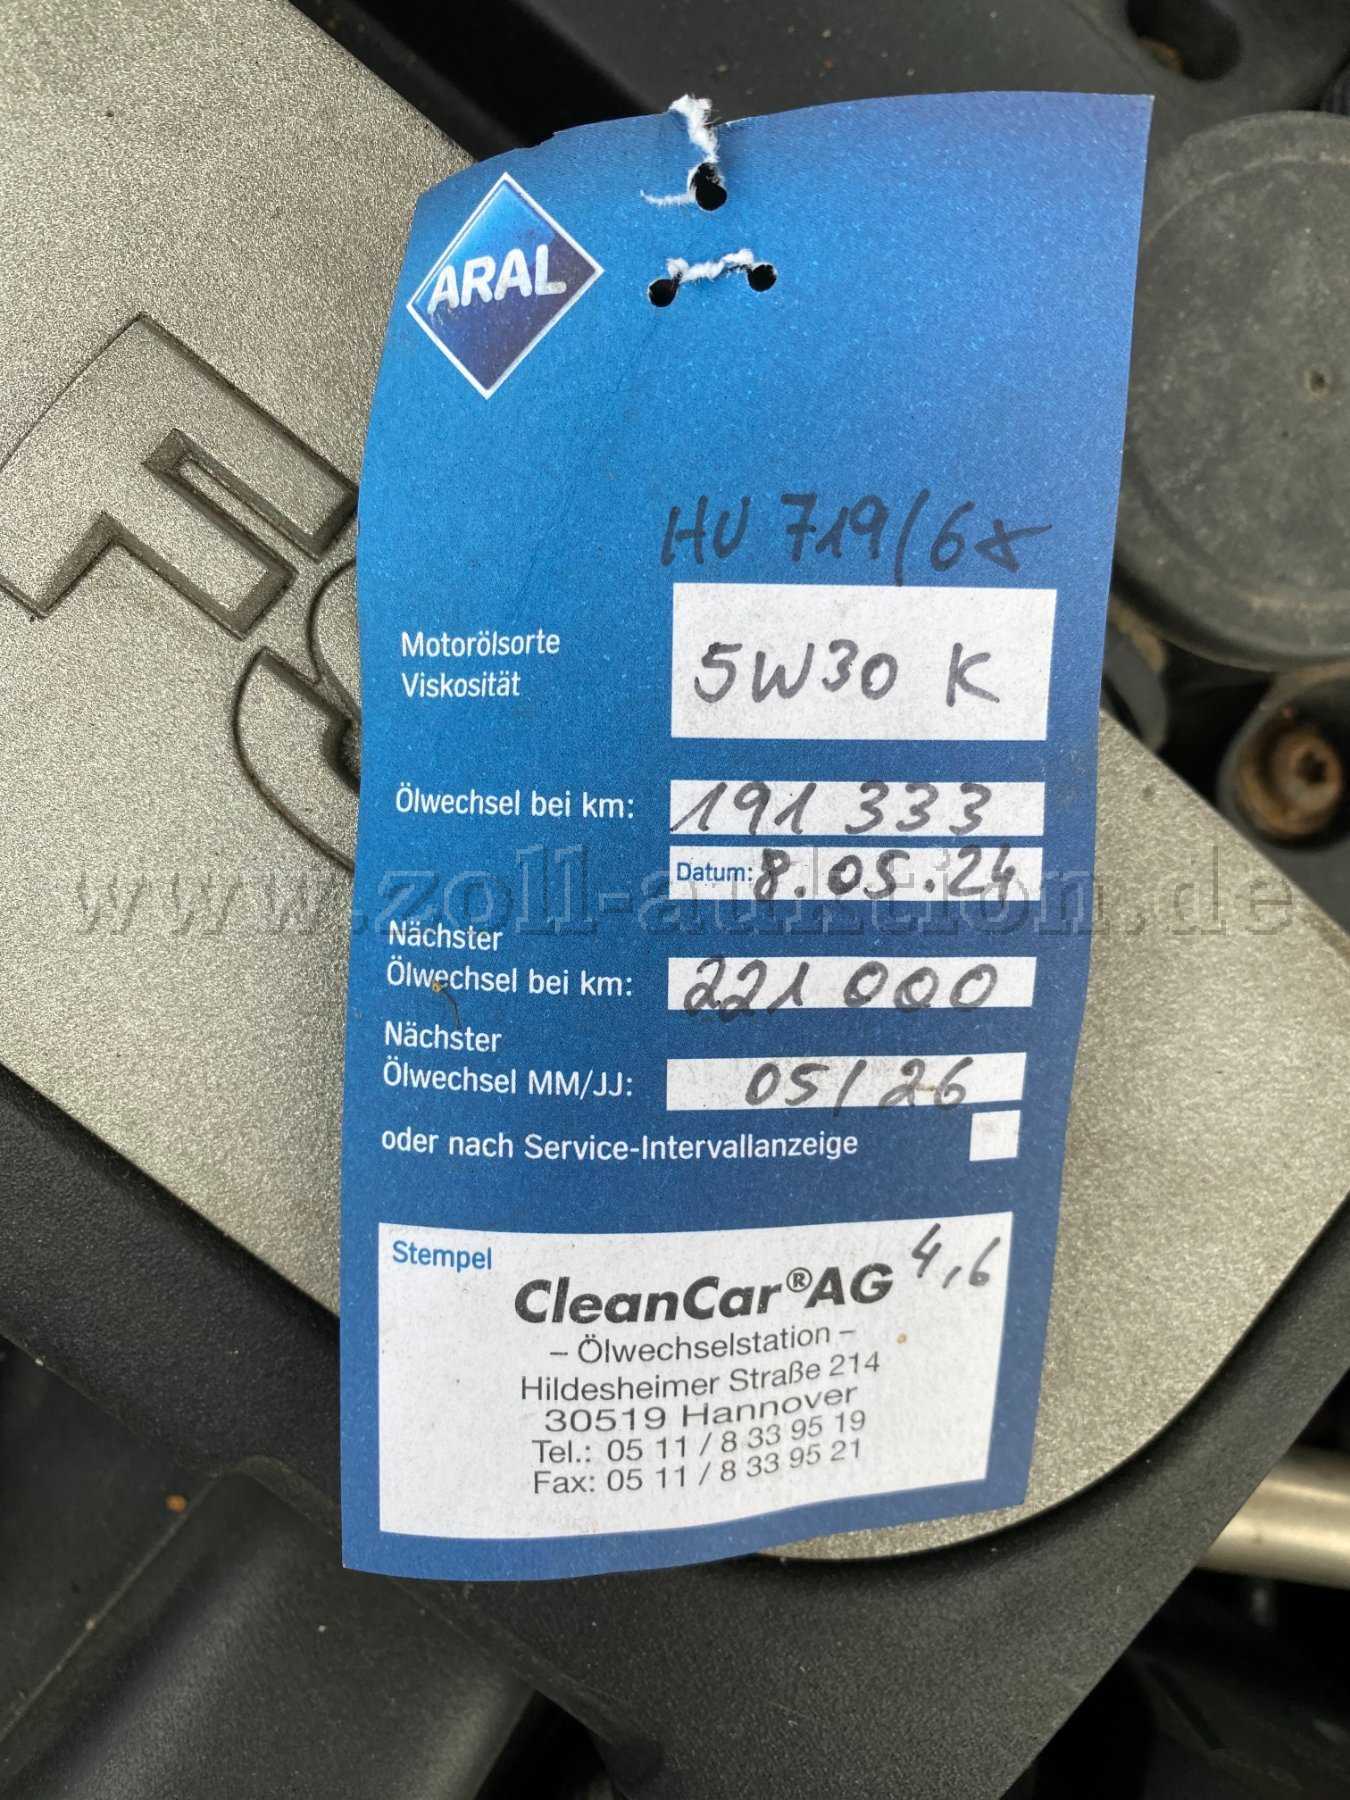 ARAL
HU 719/6x
Motorölsorte
Viskosität
5W30 K
Ölwechsel bei km: 191 333
Datum: 8.05.24
www.zoll-auktion.de
Nächster
Ölwechsel bei km: 221 000
Nächster
Ölwechsel MM/JJ: 05/26
oder nach Service-Intervallanzeige
Stempel
4,6
CleanCar®AG
– Ölwechselstation –
Hildesheimer Straße 214
30519 Hannover
Tel.: 05 11 / 8 33 95 19
Fax: 05 11 / 8 33 95 21